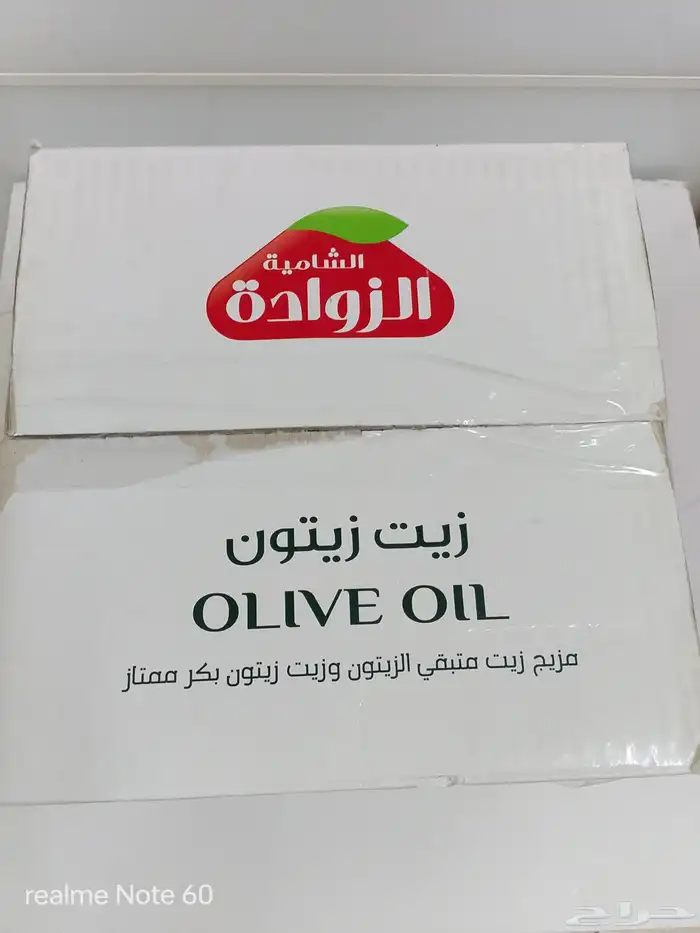 الشامية
الزوادة
زيت زيتون
OLIVE OIL
مزيج زيت متبقي الزيتون وزيت زيتون بكر ممتاز
realme Note 60
حراج